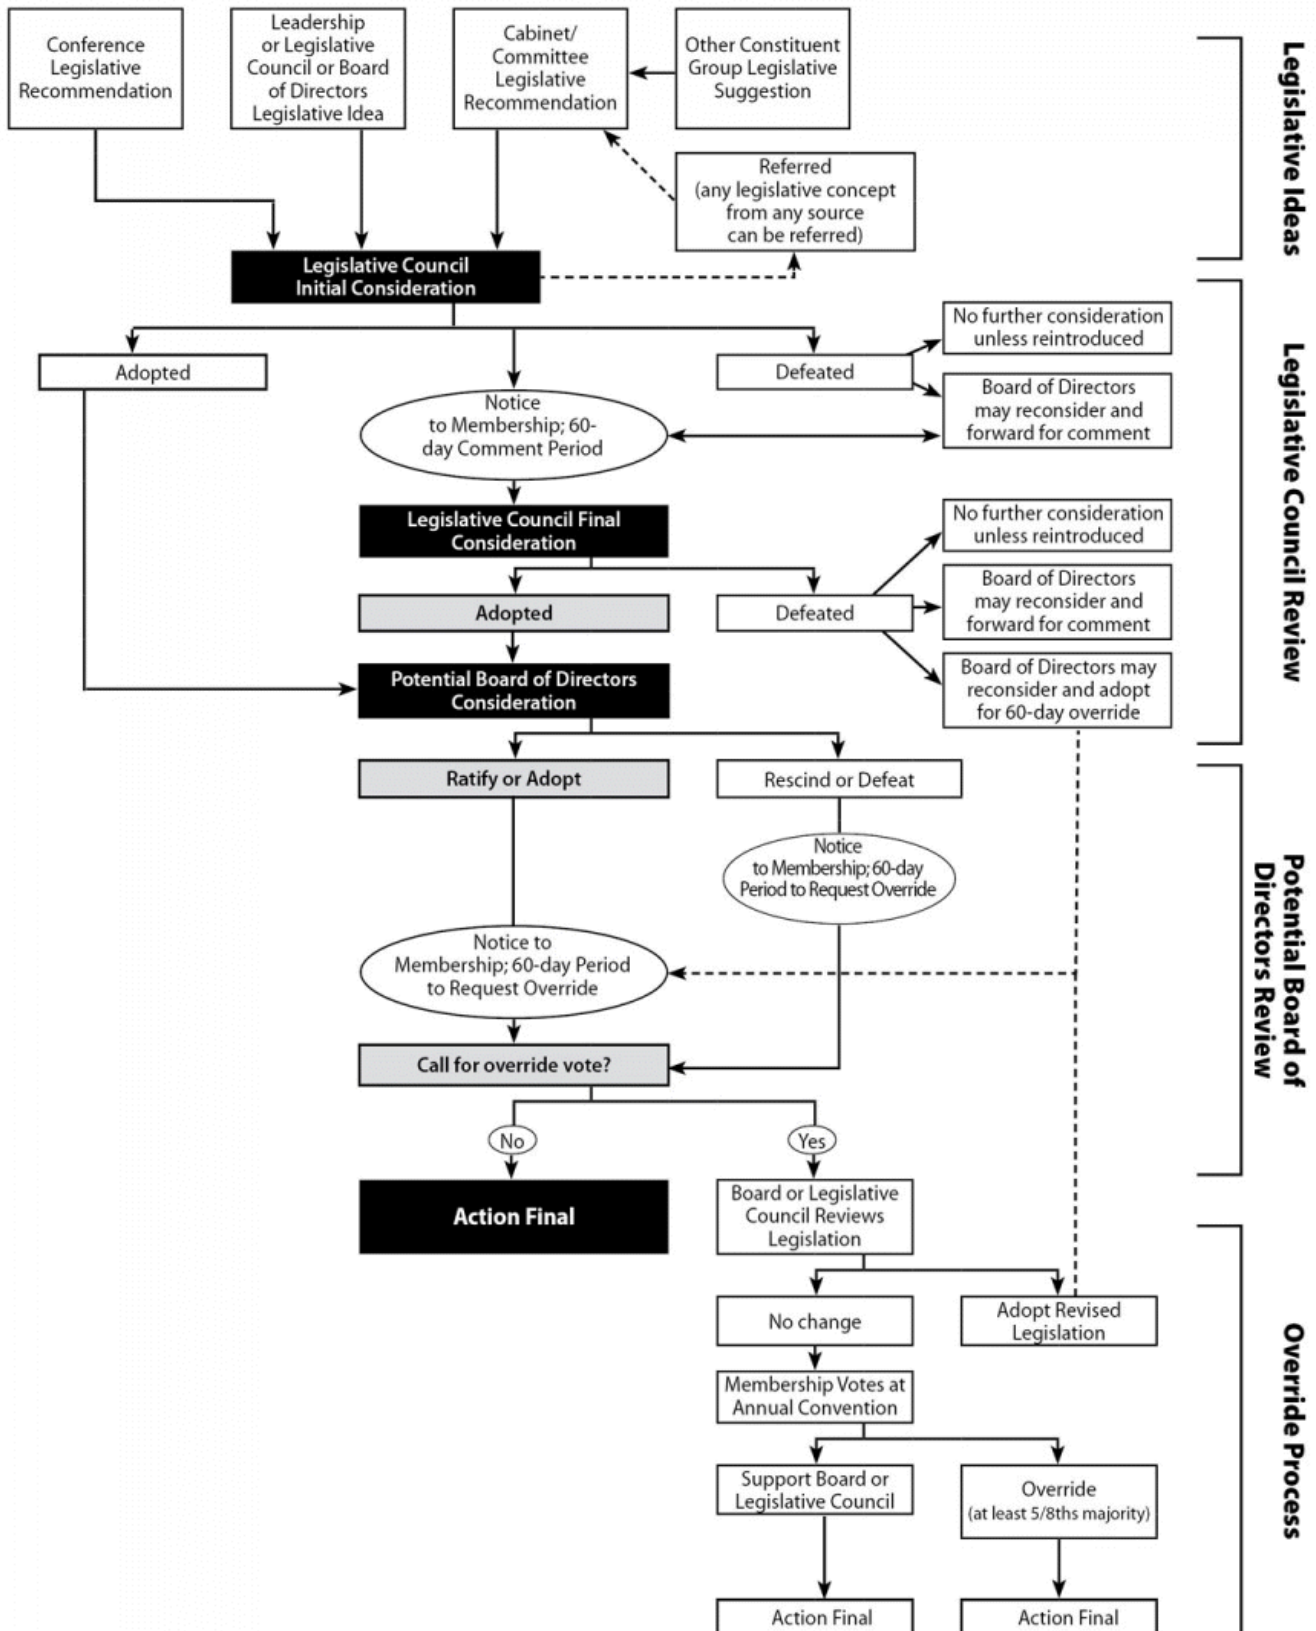 Conference
Legislative
Recommendation
Leadership
or Legislative
Council or Board
of Directors
Legislative Idea
Cabinet/
Committee
Legislative
Recommendation
Other Constituent
Group Legislative
Suggestion
Referred
(any legislative concept
from any source
can be referred)
Legislative Ideas
Legislative Council
Initial Consideration
Adopted
Notice
to Membership; 60-
day Comment Period
Defeated
No further consideration
unless reintroduced
Board of Directors
may reconsider and
forward for comment
Legislative Council Review
Legislative Council Final
Consideration
Adopted
Defeated
No further consideration
unless reintroduced
Board of Directors
may reconsider and
forward for comment
Board of Directors may
reconsider and adopt
for 60-day override
Potential Board of Directors
Consideration
Ratify or Adopt
Rescind or Defeat
Notice
to Membership; 60-day
Period to Request Override
Notice to
Membership; 60-day Period
to Request Override
Potential Board of
Directors Review
Call for override vote?
No
Yes
Action Final
Board or Legislative
Council Reviews
Legislation
No change
Adopt Revised
Legislation
Membership Votes at
Annual Convention
Support Board or
Legislative Council
Override
(at least 5/8ths majority)
Override Process
Action Final
Action Final